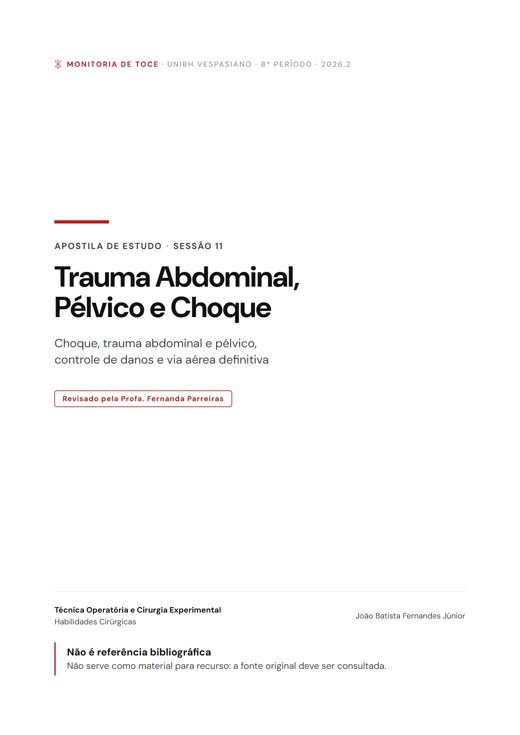 MONITORIA DE TOCE · UNIBH VESPASIANO · 8º PERÍODO · 2026.2
APOSTILA DE ESTUDO · SESSÃO 11
Trauma Abdominal,
Pélvico e Choque
Choque, trauma abdominal e pélvico,
controle de danos e via aérea definitiva
Revisado pela Profa. Fernanda Parreiras
Técnica Operatória e Cirurgia Experimental
Habilidades Cirúrgicas
João Batista Fernandes Júnior
Não é referência bibliográfica
Não serve como material para recurso: a fonte original deve ser consultada.